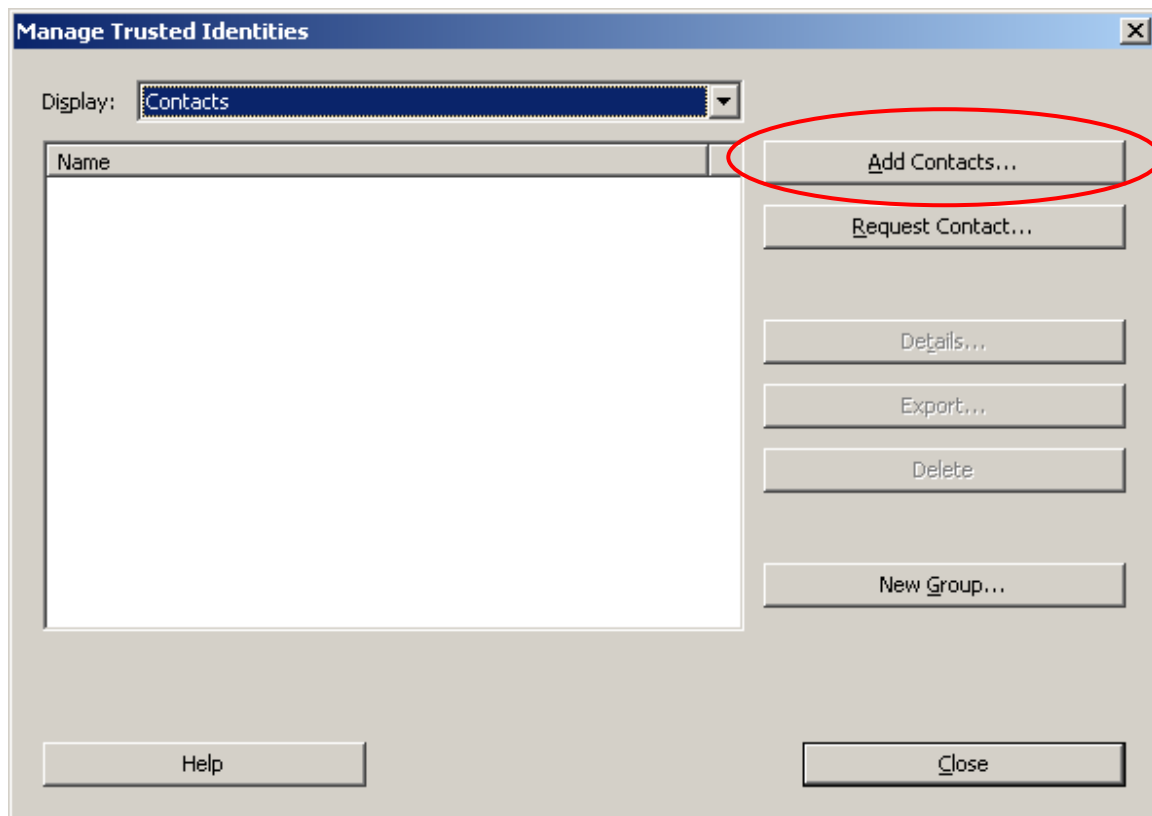 Manage Trusted Identities
Display: Contacts
Name
Add Contacts...
Request Contact...
Details...
Export...
Delete
New Group...
Help
Close